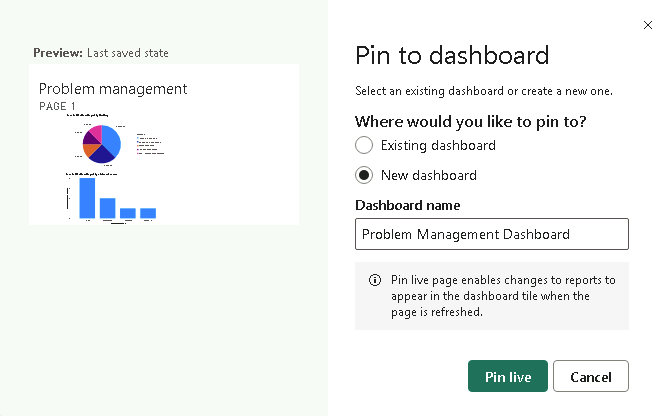 Preview: Last saved state
Problem management
PAGE 1
Pin to dashboard
Select an existing dashboard or create a new one.
Where would you like to pin to?
Existing dashboard
New dashboard
Dashboard name
Problem Management Dashboard
Pin live page enables changes to reports to
appear in the dashboard tile when the
page is refreshed.
Pin live
Cancel